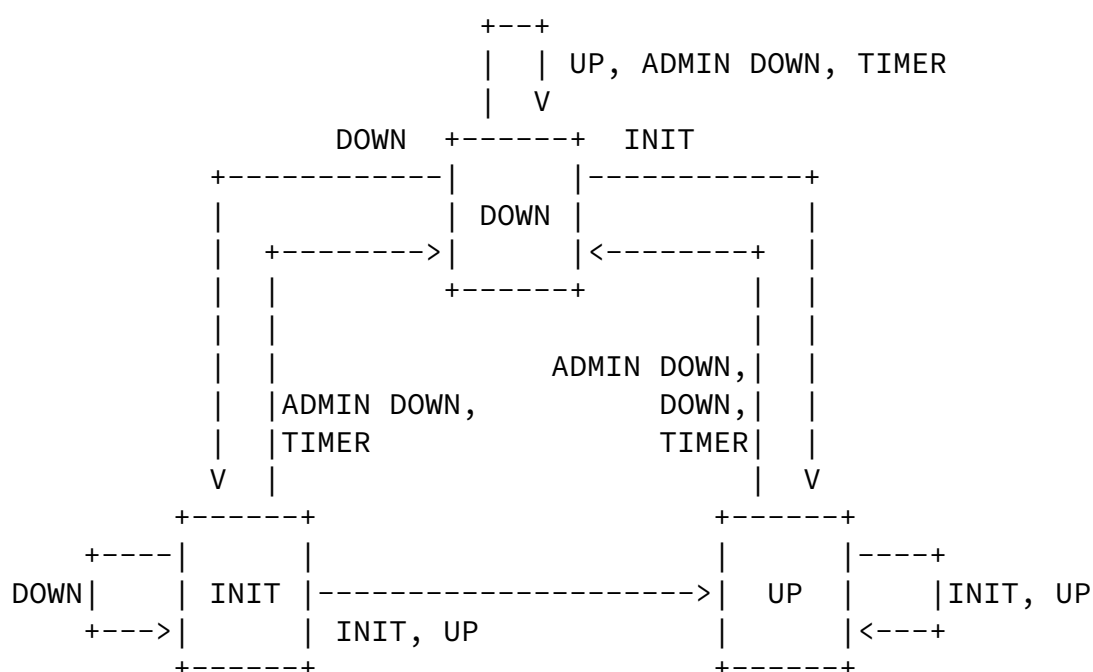 UP, ADMIN DOWN, TIMER
DOWN INIT
DOWN
ADMIN DOWN,
ADMIN DOWN, DOWN,
TIMER TIMER
V V
DOWN INIT UP INIT, UP
INIT, UP